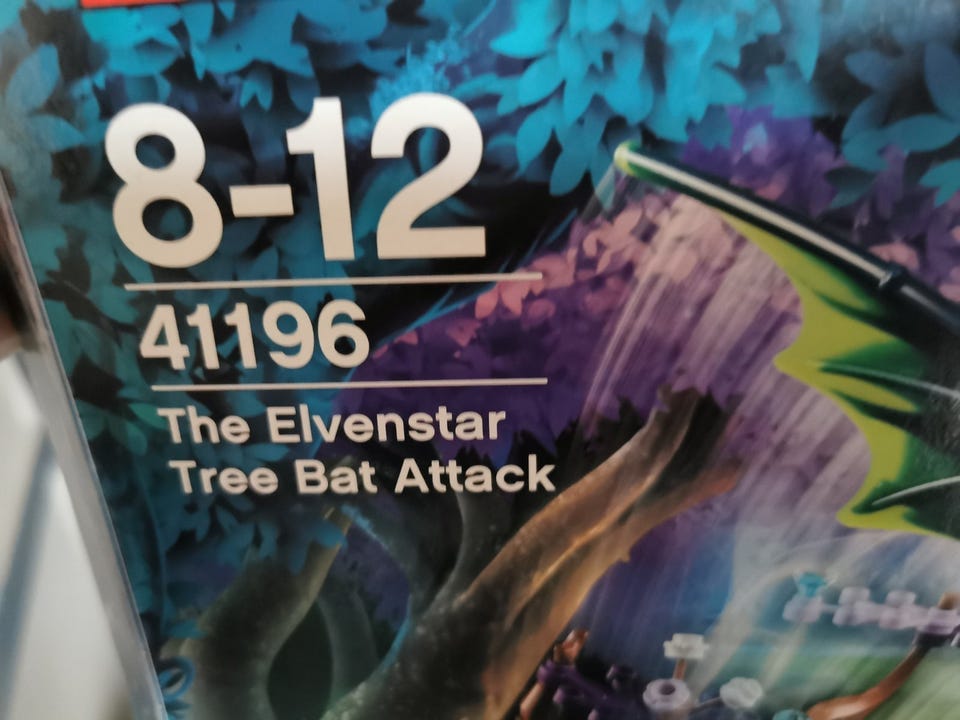 8-12
41196
The Elvenstar
Tree Bat Attack